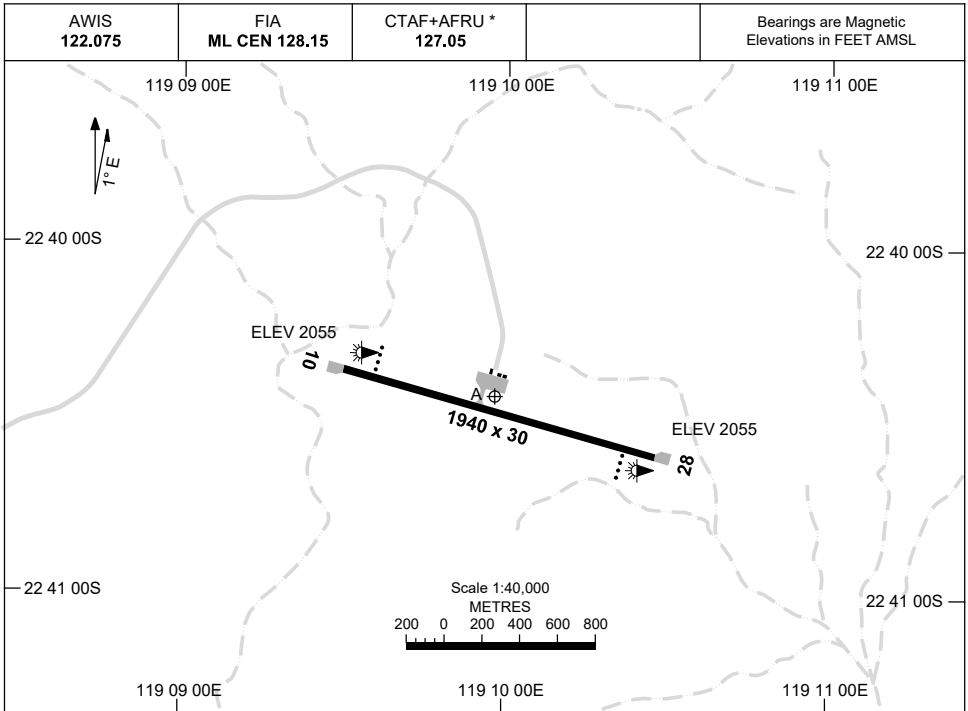 AWIS
122.075
FIA
ML CEN 128.15
CTAF+AFRU *
127.05
Bearings are Magnetic
Elevations in FEET AMSL
119 09 00E
119 10 00E
119 11 00E
1° E
22 40 00S
22 40 00S
ELEV 2055
10
A
1940 x 30
ELEV 2055
28
22 41 00S
22 41 00S
Scale 1:40,000
METRES
200 0 200 400 600 800
119 09 00E
119 10 00E
119 11 00E